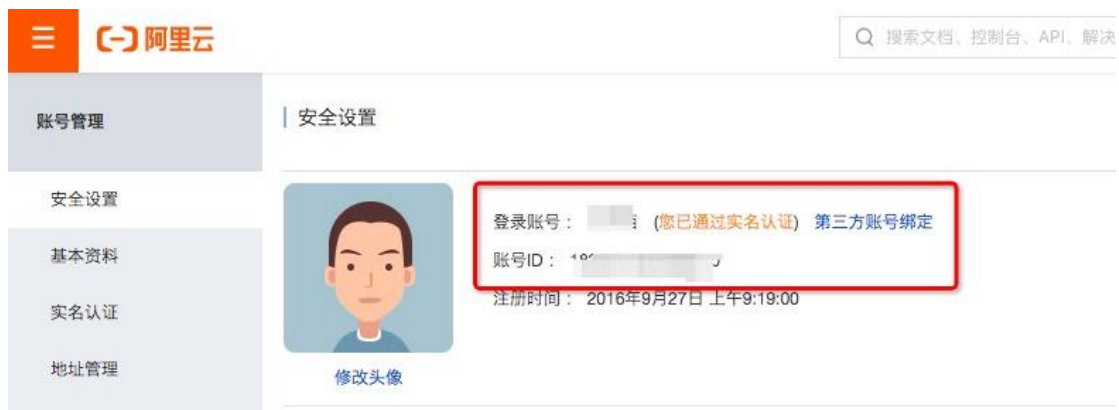 阿里云
搜索文档、控制台、API、解决
账号管理
安全设置
安全设置
基本资料
实名认证
地址管理
登录账号： (您已通过实名认证) 第三方账号绑定
账号ID：
注册时间： 2016年9月27日 上午9:19:00
修改头像